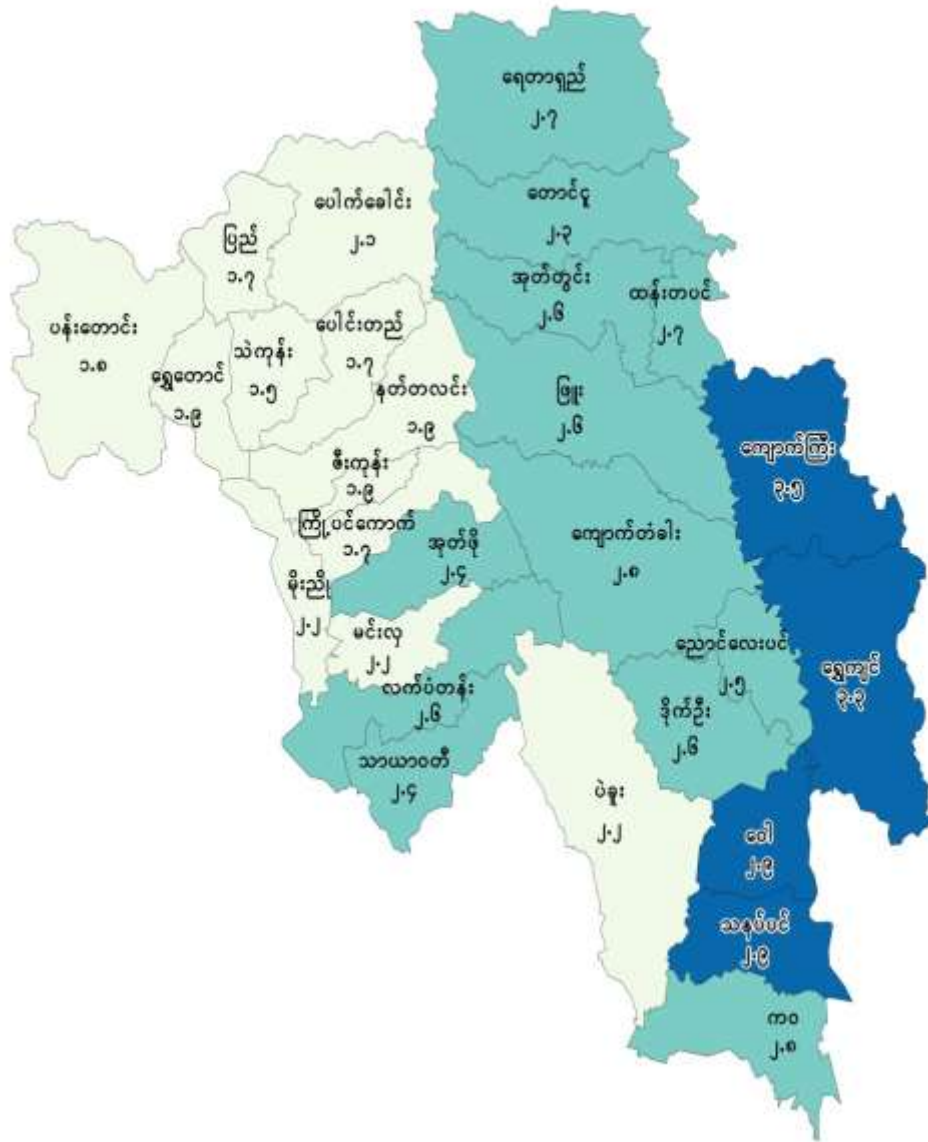 ရေတာရှည်
၂.၇
တောင်ငူ
၂.၃
ပေါက်ခေါင်း
၂.၁
ပြည်
၁.၇
အုတ်တွင်း
၂.၆
ထန်းတပင်
၂.၇
ပန်းတောင်း
၁.၈
ပေါင်းတည်
၁.၇
သဲကုန်း
၁.၅
ရွှေတောင်
၁.၉
နတ်တလင်း
၁.၉
ဖြူး
၂.၆
ကျောက်ကြီး
၃.၅
ဇီးကုန်း
၁.၉
ကြို့ပင်ကောက်
၁.၇
အုတ်ဖို
၂.၄
ကျောက်တံခါး
၂.၈
မိုးညို
၂.၂
မင်းလှ
၂.၂
ညောင်လေးပင်
၂.၅
ရွှေကျင်
၃.၃
လက်ပံတန်း
၂.၆
ဒိုက်ဦး
၂.၆
သာယာဝတီ
၂.၄
ပဲခူး
၂.၂
ဝေါ
၂.၉
သနပ်ပင်
၂.၉
ကဝ
၂.၈